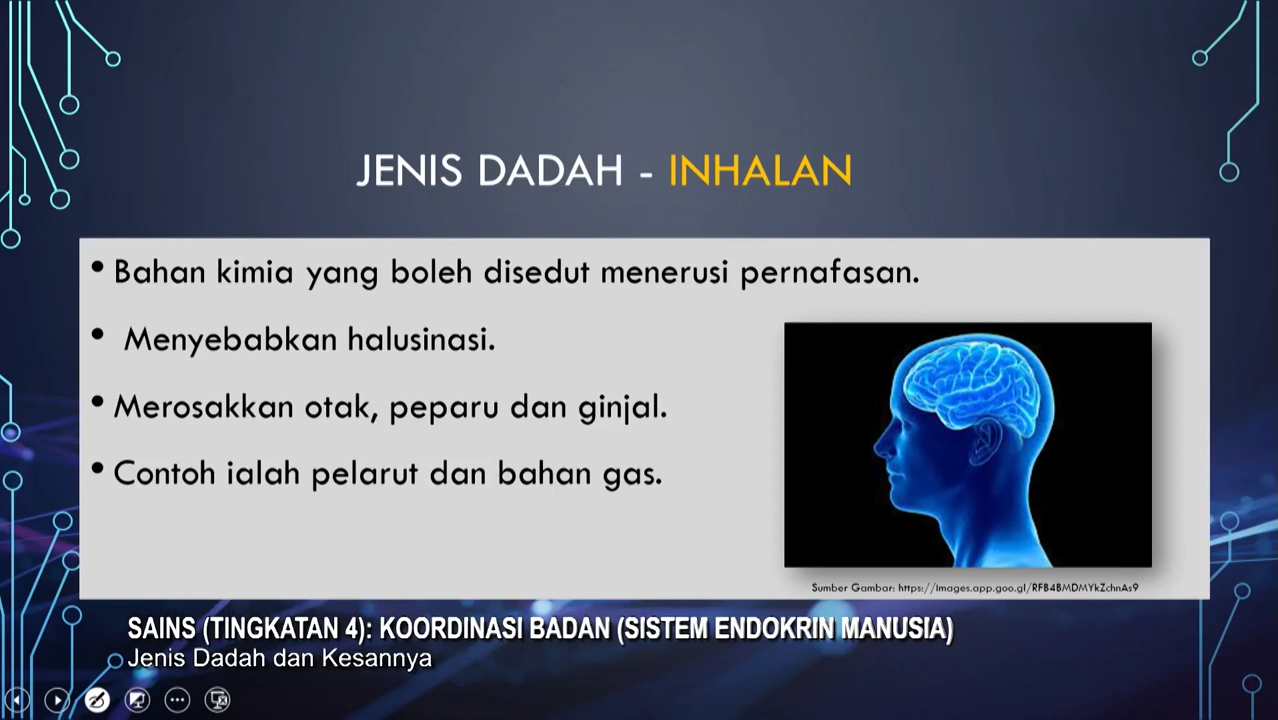 JENIS DADAH - INHALAN
• Bahan kimia yang boleh disedut menerusi pernafasan.
• Menyebabkan halusinasi.
• Merosakkan otak, peparu dan ginjal.
• Contoh ialah pelarut dan bahan gas.
Sumber Gambar: https://images.app.goo.gl/RFB4BMDMYkZchnAs9
SAINS (TINGKATAN 4): KOORDINASI BADAN (SISTEM ENDOKRIN MANUSIA)
Jenis Dadah dan Kesannya